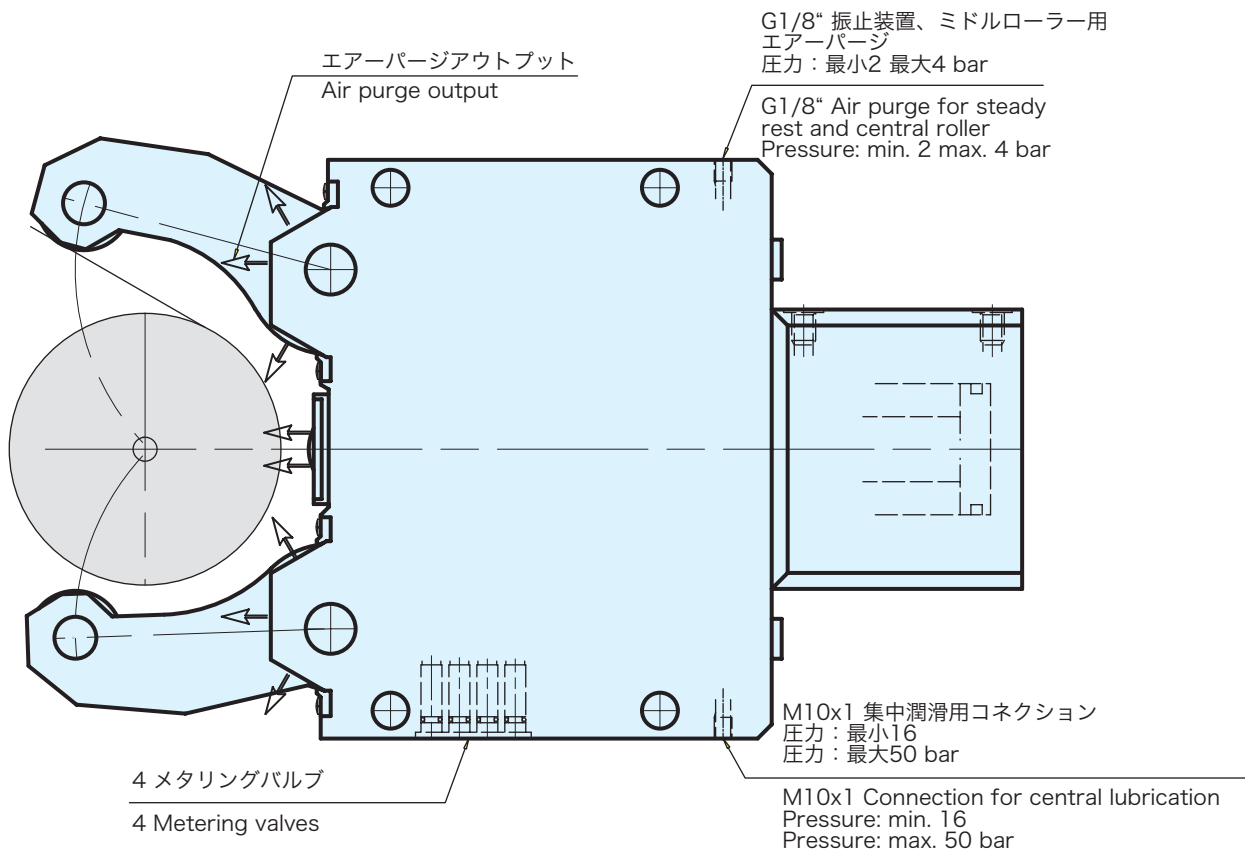 G1/8“ 振止装置、ミドルローラー用
エアーパージ
圧力：最小2 最大4 bar
G1/8“ Air purge for steady
rest and central roller
Pressure: min. 2 max. 4 bar
エアーパージアウトプット
Air purge output
4 メタリングバルブ
4 Metering valves
M10x1 集中潤滑用コネクション
圧力：最小16
圧力：最大50 bar
M10x1 Connection for central lubrication
Pressure: min. 16
Pressure: max. 50 bar